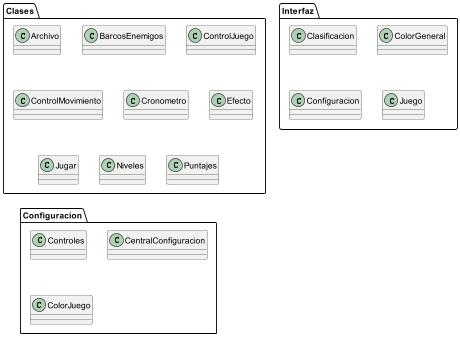 Clases
C Archivo
C BarcosEnemigos
C ControlJuego
C ControlMovimiento
C Cronometro
C Efecto
C Jugar
C Niveles
C Puntajes
Interfaz
C Clasificacion
C ColorGeneral
C Configuracion
C Juego
Configuracion
C Controles
C CentralConfiguracion
C ColorJuego